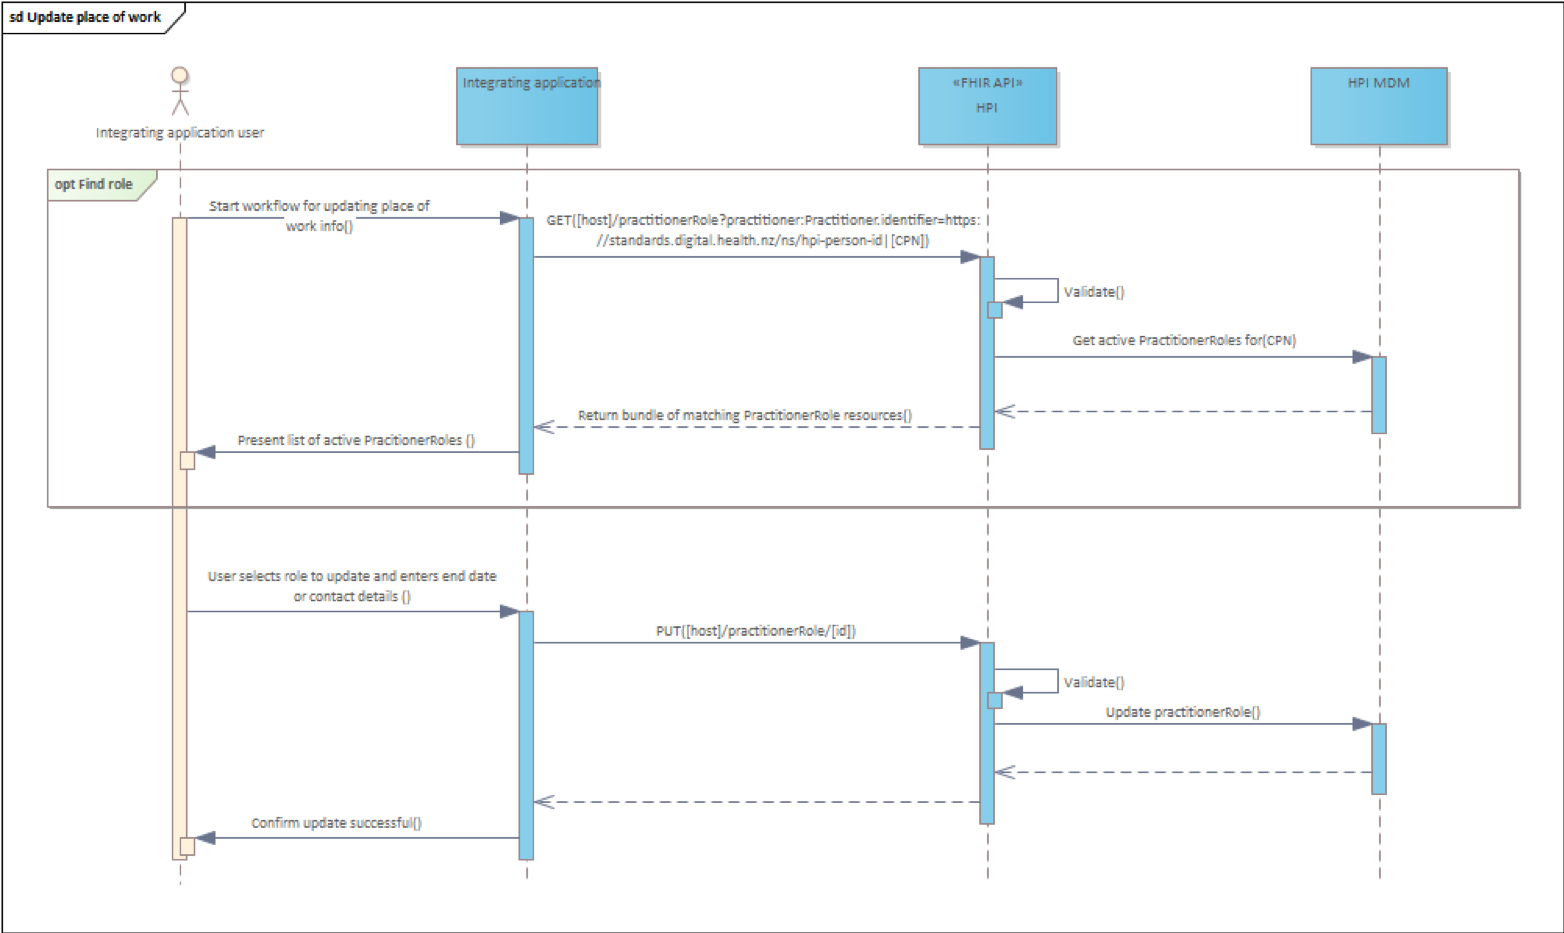 sd Update place of work
Integrating application user
Integrating application
«FHIR API»
HPI
HPI MDM
opt Find role
Start workflow for updating place of
work info()
GET([host]/practitionerRole?practitioner:Practitioner.identifier=https:
//standards.digital.health.nz/ns/hpi-person-id|[CPN])
Validate()
Get active PractitionerRoles for(CPN)
Return bundle of matching PractitionerRole resources()
Present list of active PracitionerRoles ()
User selects role to update and enters end date
or contact details ()
PUT([host]/practitionerRole/[id])
Validate()
Update practitionerRole()
Confirm update successful()